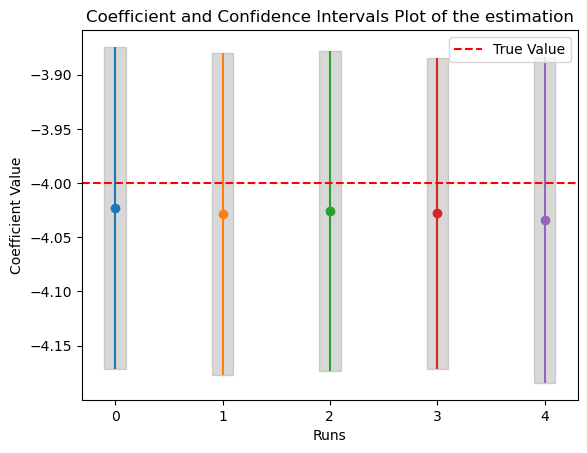 Coefficient and Confidence Intervals Plot of the estimation
True Value
−3.90
−3.95
−4.00
−4.05
−4.10
−4.15
Coefficient Value
0 1 2 3 4
Runs